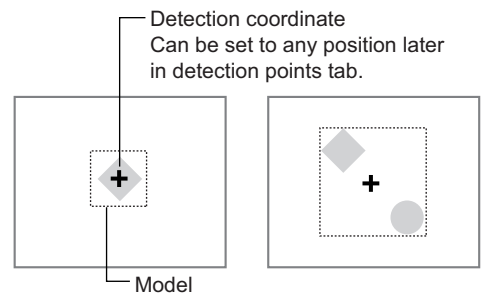 Detection coordinate
Can be set to any position later
in detection points tab.
Model